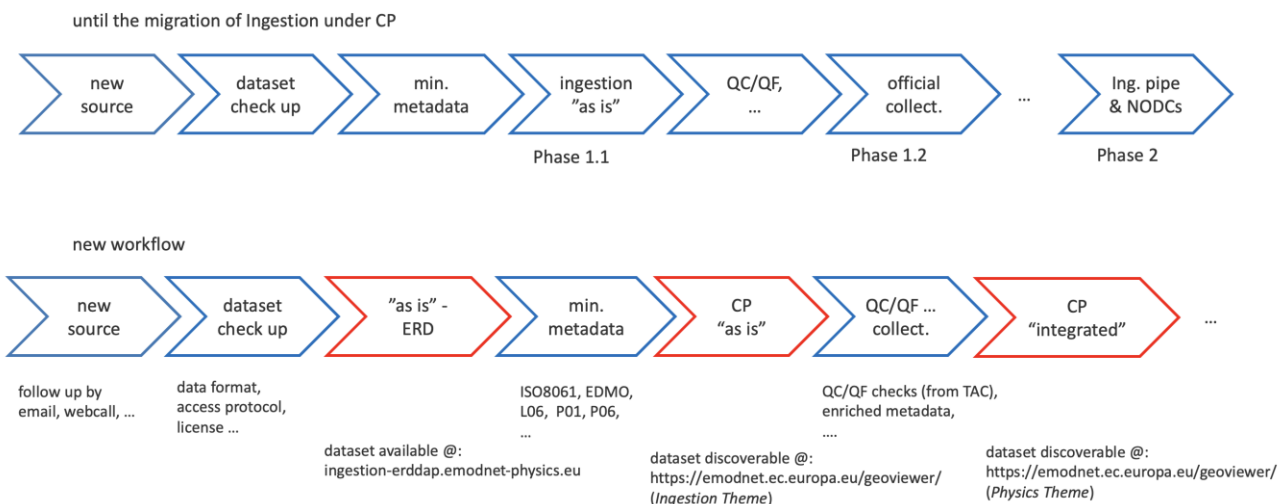 until the migration of Ingestion under CP
new
source
dataset
check up
min.
metadata
ingestion
”as is”
QC/QF,
...
official
collect.
...
Ing. pipe
& NODCs
Phase 1.1
Phase 1.2
Phase 2
new workflow
new
source
dataset
check up
”as is” -
ERD
min.
metadata
CP
“as is”
QC/QF ...
collect.
CP
“integrated”
...
follow up by
email, webcall, ...
data format,
access protocol,
license ...
dataset available @:
ingestion-erddap.emodnet-physics.eu
ISO8061, EDMO,
L06, P01, P06,
...
dataset discoverable @:
https://emodnet.ec.europa.eu/geoviewer/
(Ingestion Theme)
QC/QF checks (from TAC),
enriched metadata,
....
dataset discoverable @:
https://emodnet.ec.europa.eu/geoviewer/
(Physics Theme)